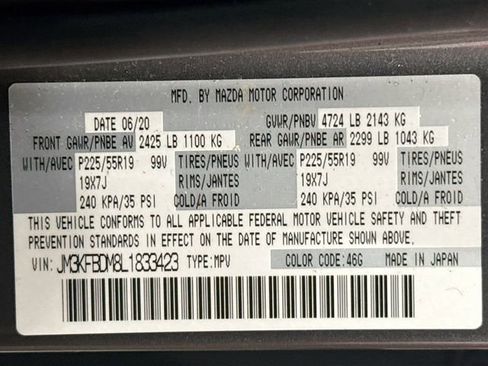 MFD. BY MAZDA MOTOR CORPORATION
DATE 06/20 GVWR/PNBV 4724 LB 2143 KG
FRONT GAWR/PNBE AV 2425 LB 1100 KG REAR GAWR/PNBE AR 2299 LB 1043 KG
WITH/AVEC P225/55R19 99V TIRES/PNEUS WITH/AVEC P225/55R19 99V TIRES/PNEUS
19X7J RIMS/JANTES 19X7J RIMS/JANTES
240 KPA/35 PSI COLD/A FROID 240 KPA/35 PSI COLD/A FROID
THIS VEHICLE CONFORMS TO ALL APPLICABLE FEDERAL MOTOR VEHICLE SAFETY AND THEFT
PREVENTION STANDARDS IN EFFECT ON THE DATE OF MANUFACTURE SHOWN ABOVE.
VIN: JM3KFBDM8L1833423 TYPE: MPV COLOR CODE: 46G MADE IN JAPAN